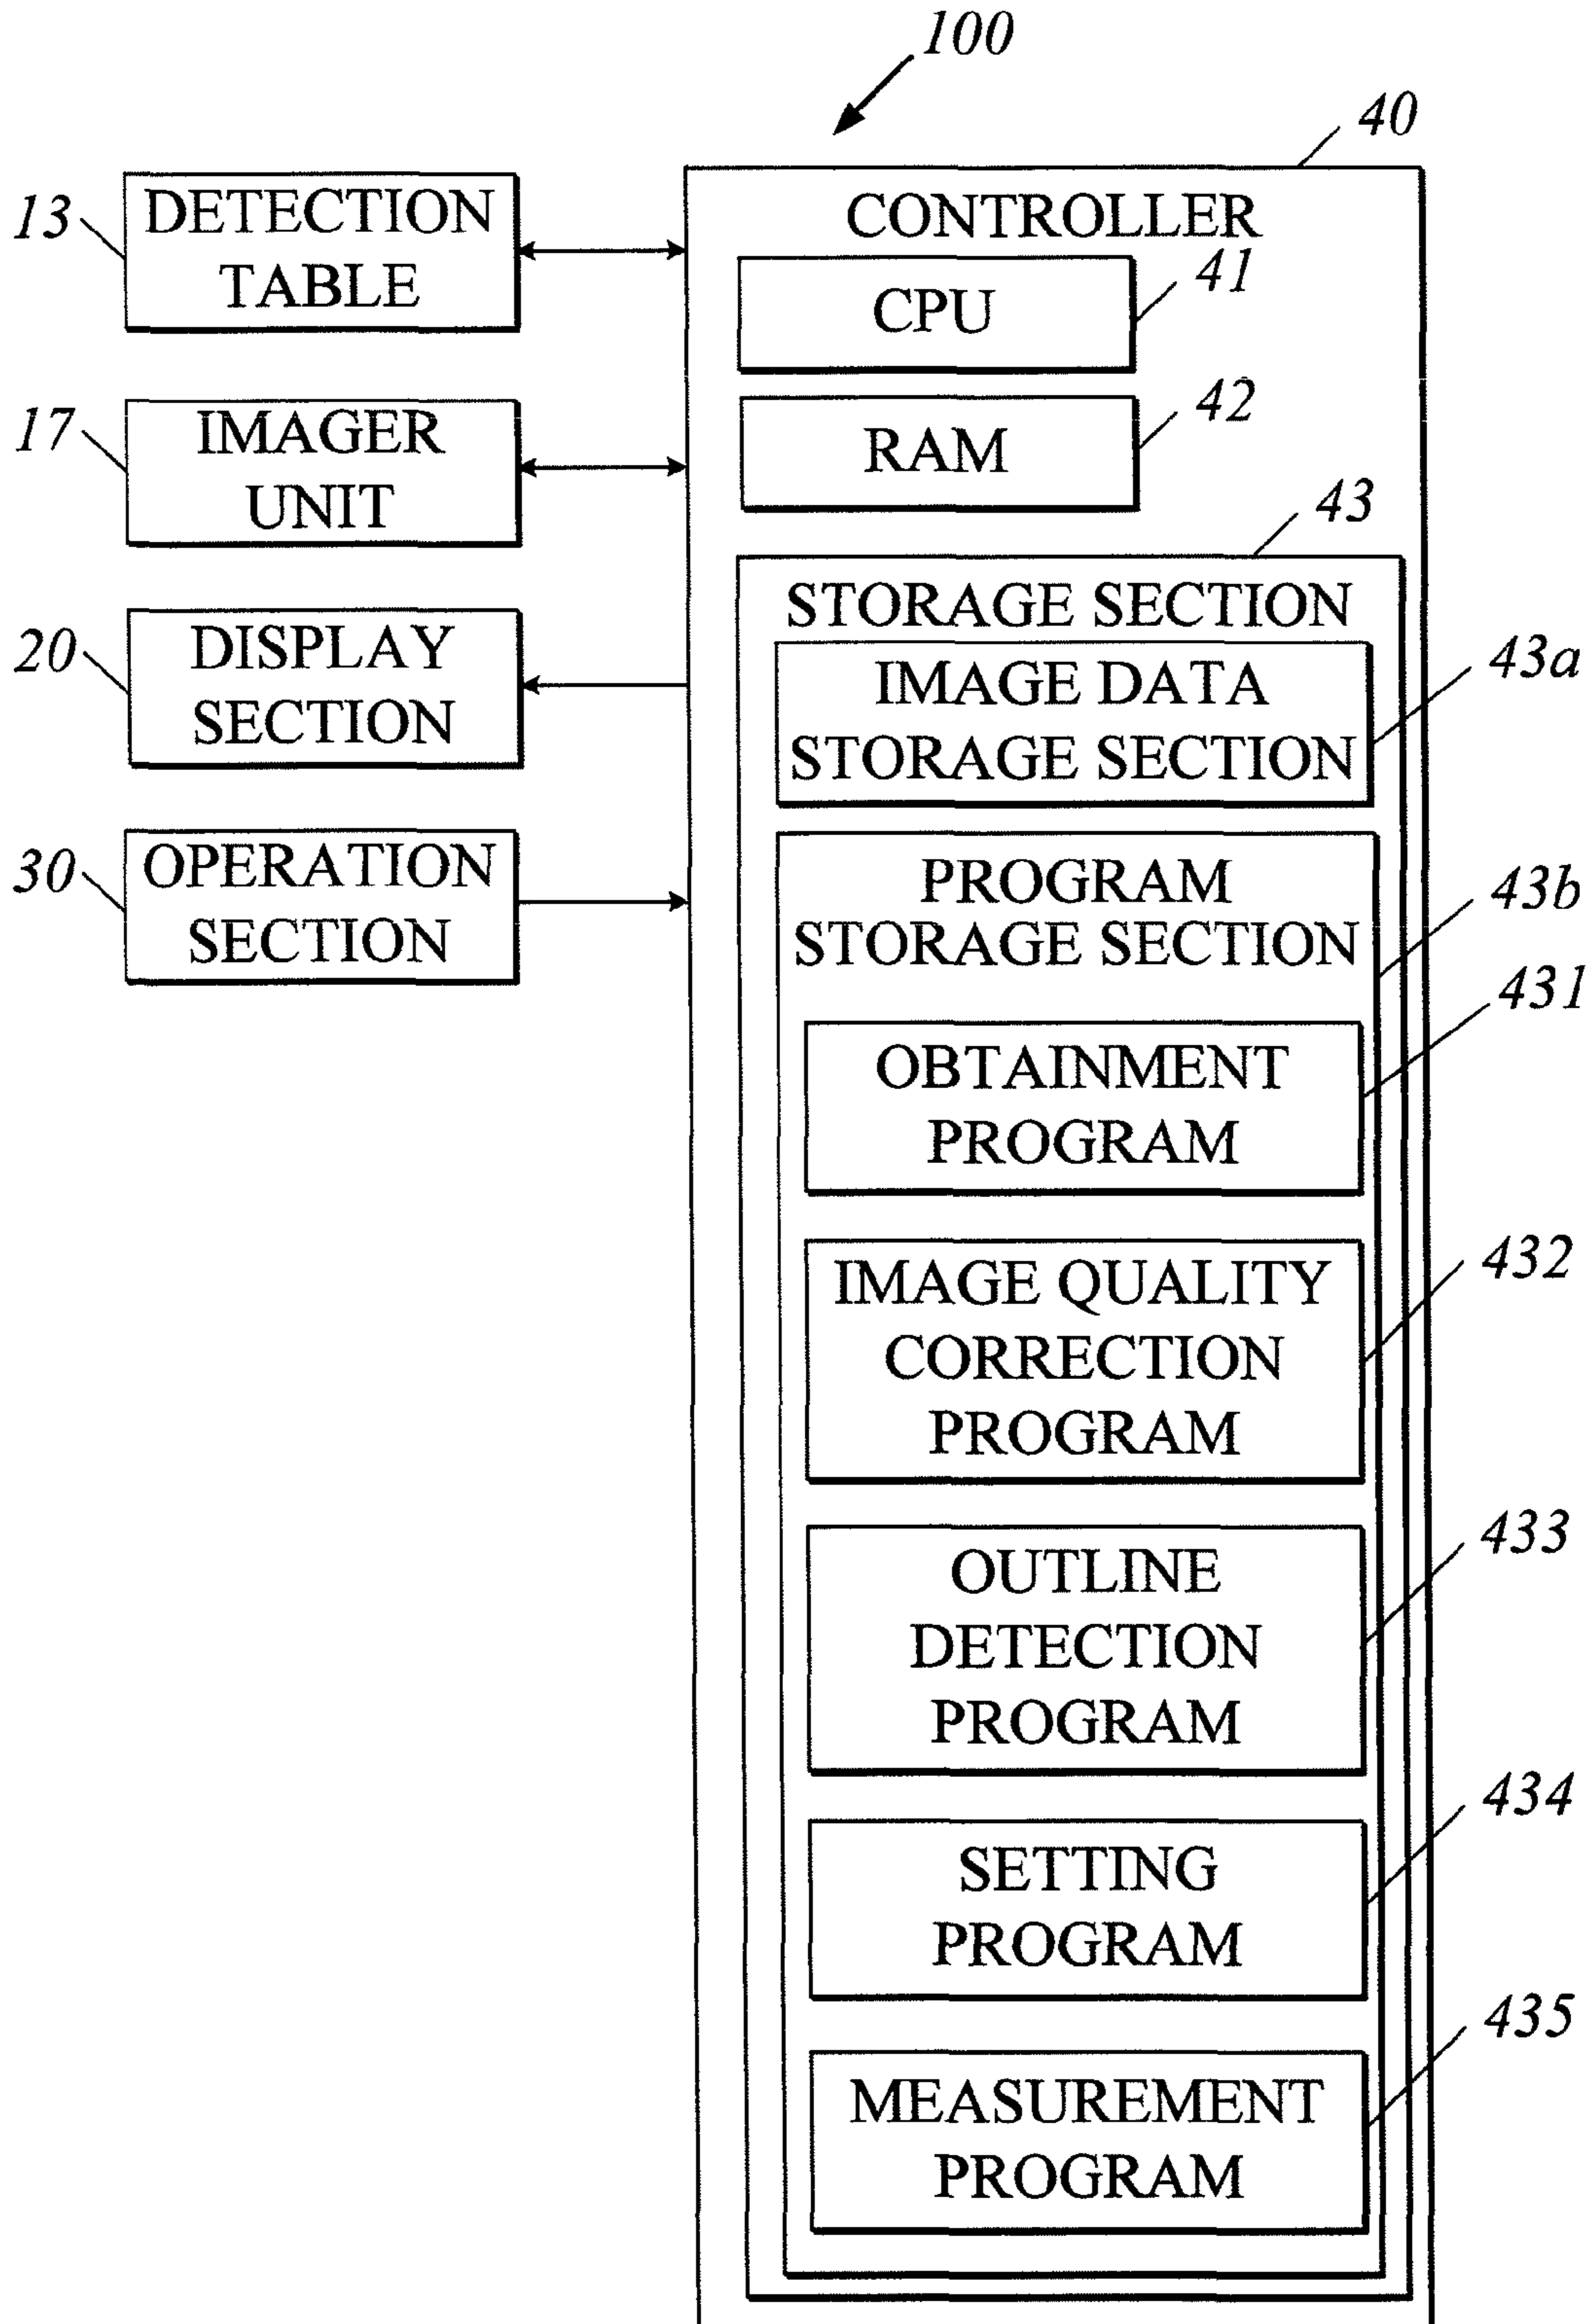 100
40
13
DETECTION
TABLE
CONTROLLER
41
CPU
17
IMAGER
UNIT
42
RAM
43
STORAGE SECTION
20
DISPLAY
SECTION
43a
IMAGE DATA
STORAGE SECTION
30
OPERATION
SECTION
43b
PROGRAM
STORAGE SECTION
431
OBTAINMENT
PROGRAM
432
IMAGE QUALITY
CORRECTION
PROGRAM
433
OUTLINE
DETECTION
PROGRAM
434
SETTING
PROGRAM
435
MEASUREMENT
PROGRAM